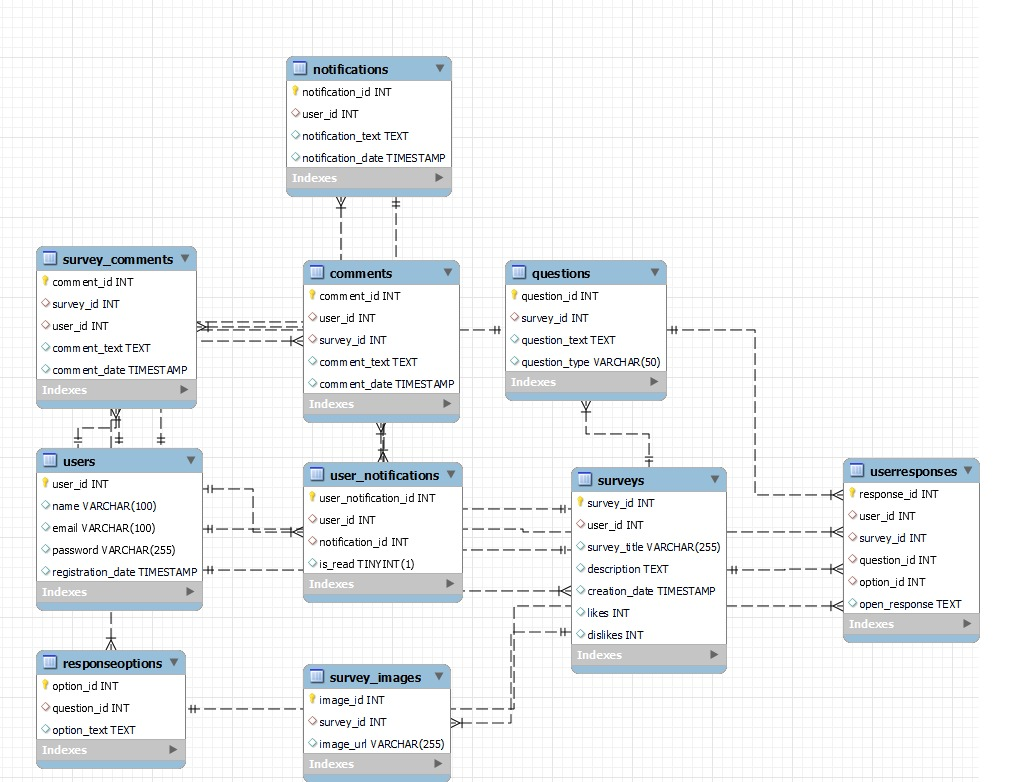 notifications
notification_id INT
user_id INT
notification_text TEXT
notification_date TIMESTAMP
Indexes
survey_comments
comment_id INT
survey_id INT
user_id INT
comment_text TEXT
comment_date TIMESTAMP
Indexes
comments
comment_id INT
user_id INT
survey_id INT
comment_text TEXT
comment_date TIMESTAMP
Indexes
questions
question_id INT
survey_id INT
question_text TEXT
question_type VARCHAR(50)
Indexes
users
user_id INT
name VARCHAR(100)
email VARCHAR(100)
password VARCHAR(255)
registration_date TIMESTAMP
Indexes
user_notifications
user_notification_id INT
user_id INT
notification_id INT
is_read TINYINT(1)
Indexes
surveys
survey_id INT
user_id INT
survey_title VARCHAR(255)
description TEXT
creation_date TIMESTAMP
likes INT
dislikes INT
Indexes
userresponses
response_id INT
user_id INT
survey_id INT
question_id INT
option_id INT
open_response TEXT
Indexes
responseoptions
option_id INT
question_id INT
option_text TEXT
Indexes
survey_images
image_id INT
survey_id INT
image_url VARCHAR(255)
Indexes